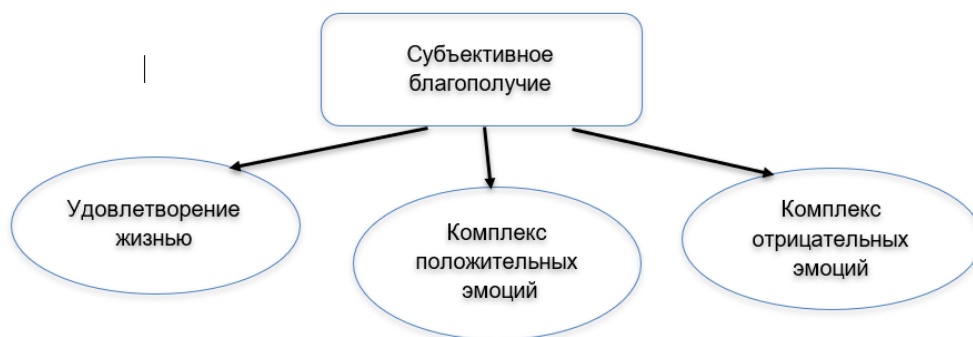 Субъективное
благополучие
Удовлетворение
жизнью
Комплекс
положительных
эмоций
Комплекс
отрицательных
эмоций